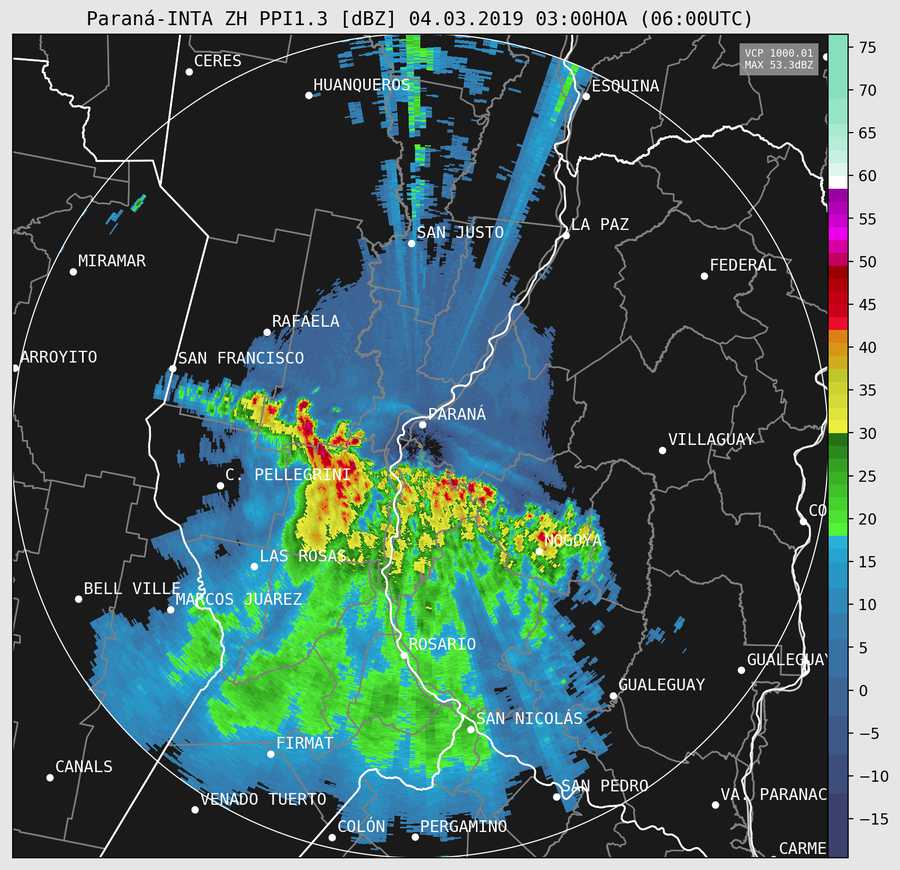 Paraná-INTA ZH PPI1.3 [dBZ] 04.03.2019 03:00HOA (06:00UTC)
VCP 1000.01
MAX 53.3dBZ
CERES
HUANQUEROS
ESQUINA
SAN JUSTO
LA PAZ
MIRAMAR
FEDERAL
RAFAELA
ARROYITO
SAN FRANCISCO
PARANÁ
VILLAGUAY
C. PELLEGRINI
CO
NOGOYA
LAS ROSAS
BELL VILLE
MARCOS JUÁREZ
ROSARIO
GUALEGUAY
GUALEGUAY
SAN NICOLÁS
FIRMAT
CANALS
SAN PEDRO
VENADO TUERTO
VA. PARANAC
COLÓN
PERGAMINO
CARME
75
70
65
60
55
50
45
40
35
30
25
20
15
10
5
0
−5
−10
−15